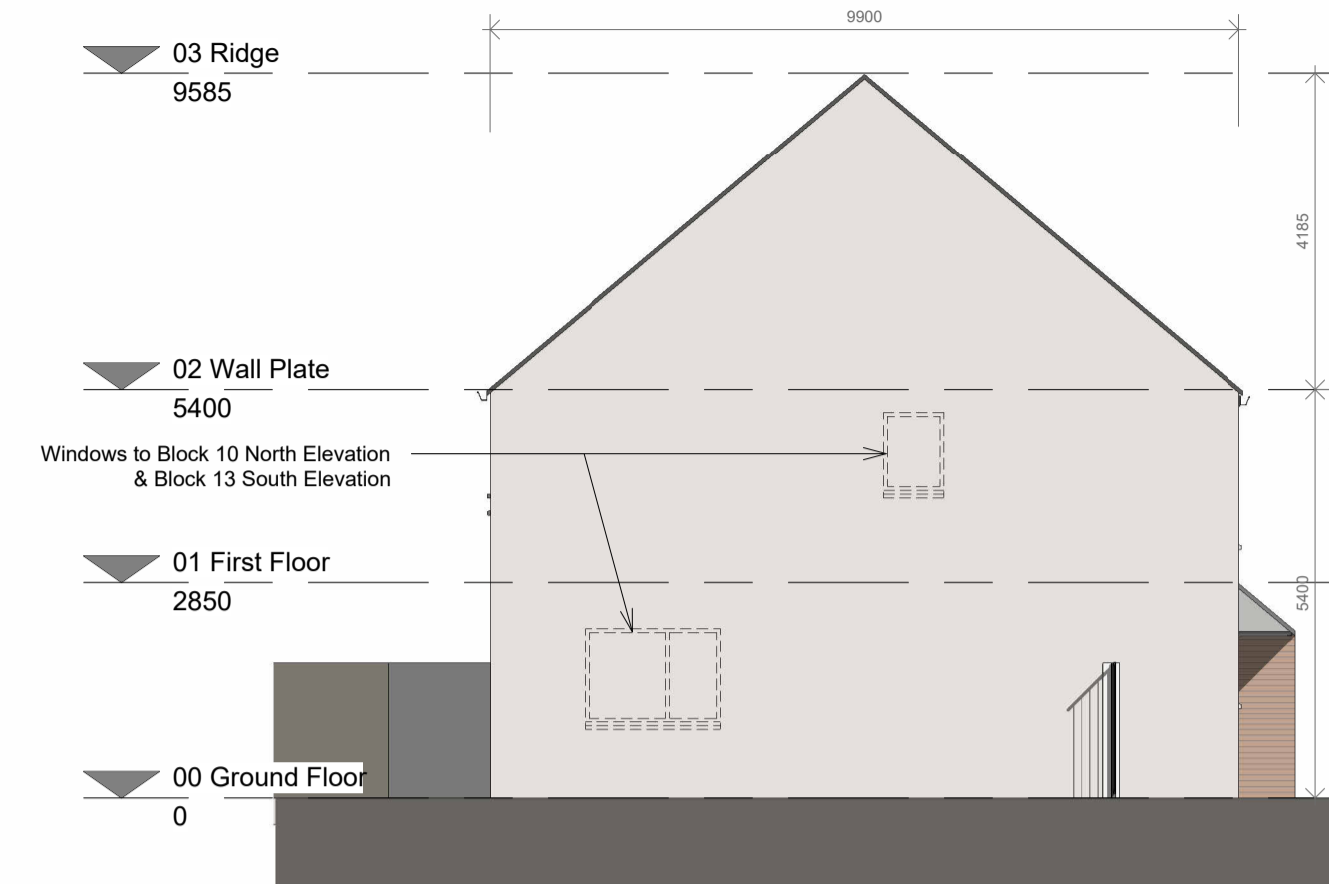 9900
03 Ridge
9585
4185
02 Wall Plate
5400
Windows to Block 10 North Elevation
& Block 13 South Elevation
01 First Floor
2850
5400
00 Ground Floor
0